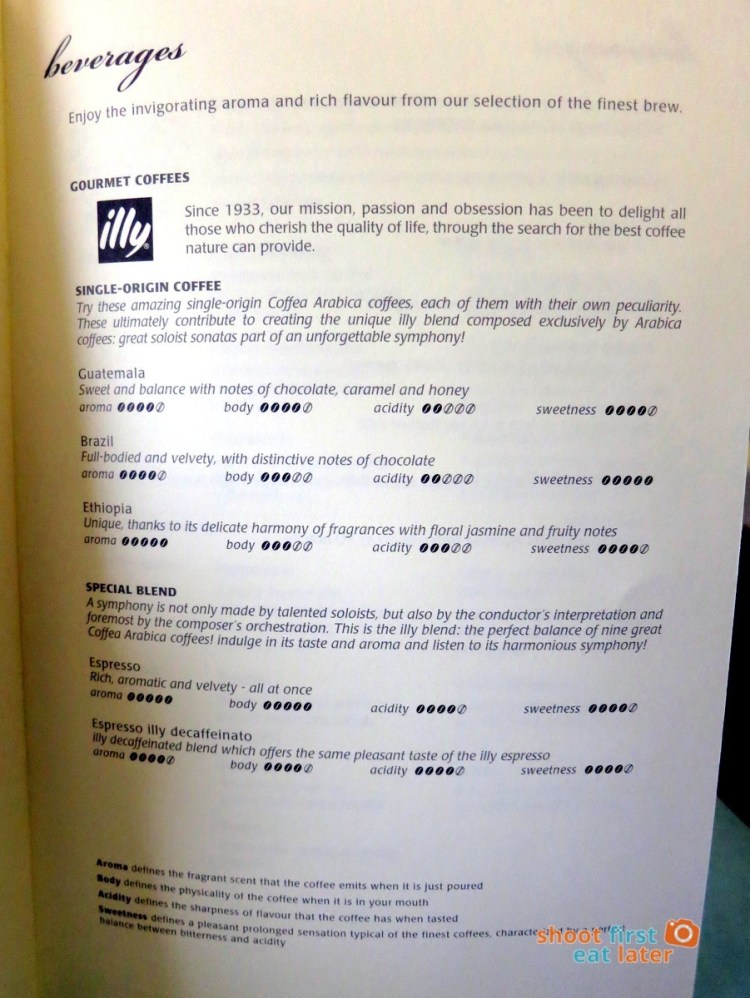 beverages
Enjoy the invigorating aroma and rich flavour from our selection of the finest brew.
GOURMET COFFEES
illy
Since 1933, our mission, passion and obsession has been to delight all
those who cherish the quality of life, through the search for the best coffee
nature can provide.
SINGLE-ORIGIN COFFEE
Try these amazing single-origin Coffea Arabica coffees, each of them with their own peculiarity.
These ultimately contribute to creating the unique illy blend composed exclusively by Arabica
coffees: great soloist sonatas part of an unforgettable symphony!
Guatemala
Sweet and balance with notes of chocolate, caramel and honey
aroma body acidity sweetness
Brazil
Full-bodied and velvety, with distinctive notes of chocolate
aroma body acidity sweetness
Ethiopia
Unique, thanks to its delicate harmony of fragrances with floral jasmine and fruity notes
aroma body acidity sweetness
SPECIAL BLEND
A symphony is not only made by talented soloists, but also by the conductor's interpretation and
foremost by the composer's orchestration. This is the illy blend: the perfect balance of nine great
Coffea Arabica coffees! indulge in its taste and aroma and listen to its harmonious symphony!
Espresso
Rich, aromatic and velvety - all at once
aroma body acidity sweetness
Espresso illy decaffeinato
illy decaffeinated blend which offers the same pleasant taste of the illy espresso
aroma body acidity sweetness
Aroma defines the fragrant scent that the coffee emits when it is just poured
Body defines the physicality of the coffee when it is in your mouth
Acidity defines the sharpness of flavour that the coffee has when tasted
Sweetness defines a pleasant prolonged sensation typical of the finest coffees,
balance between bitterness and acidity
shoot first
eat later